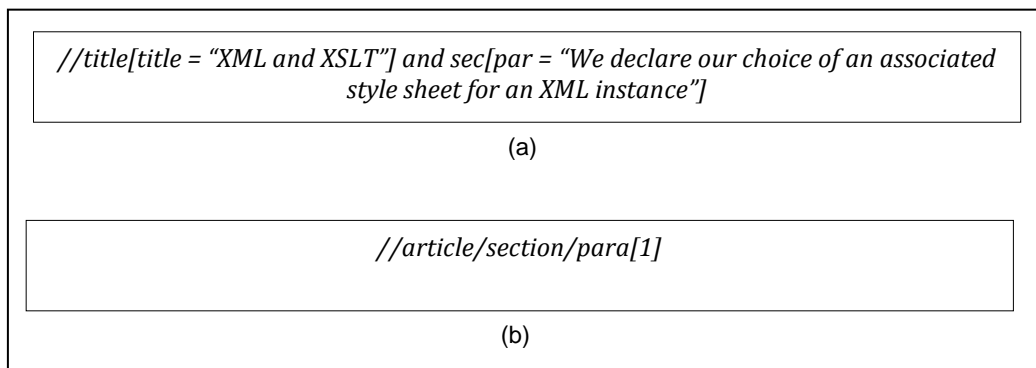 //title[title = “XML and XSLT”] and sec[par = “We declare our choice of an associated
style sheet for an XML instance”]
(a)
//article/section/para[1]
(b)